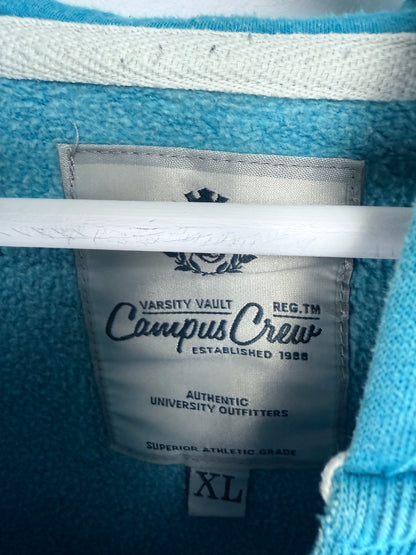 VARSITY VAULT REG.TM
Campus Crew
ESTABLISHED 1988
AUTHENTIC
UNIVERSITY OUTFITTERS
SUPERIOR ATHLETIC GRADE
XL